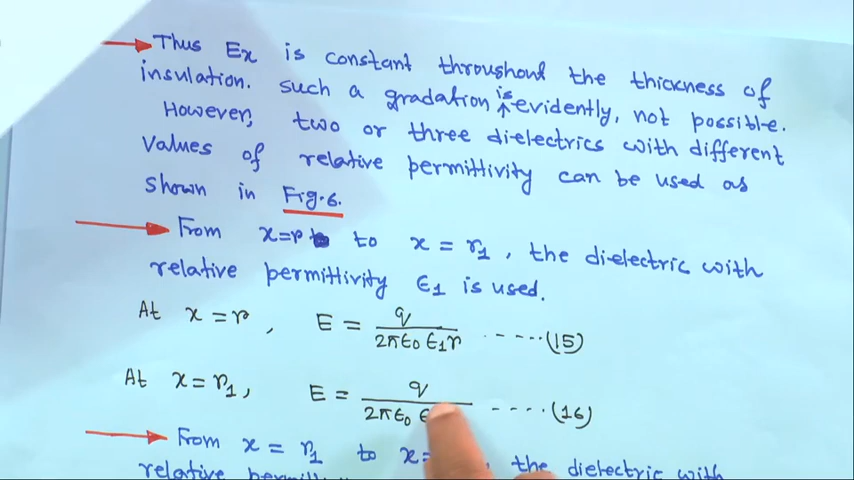 Thus Ex is constant throughout the thickness of
insulation. such a gradation is evidently, not possible.
However, two or three dielectrics with different
values of relative permittivity can be used as
shown in Fig.6.
From x=r to x = r1, the dielectric with
relative permittivity ϵ1 is used.
At x=r, E = q / 2πϵ0 ϵ1r -----(15)
At x=r1, E = q / 2πϵ0 ----(16)
From x = r1 to x= the dielectric with
relative